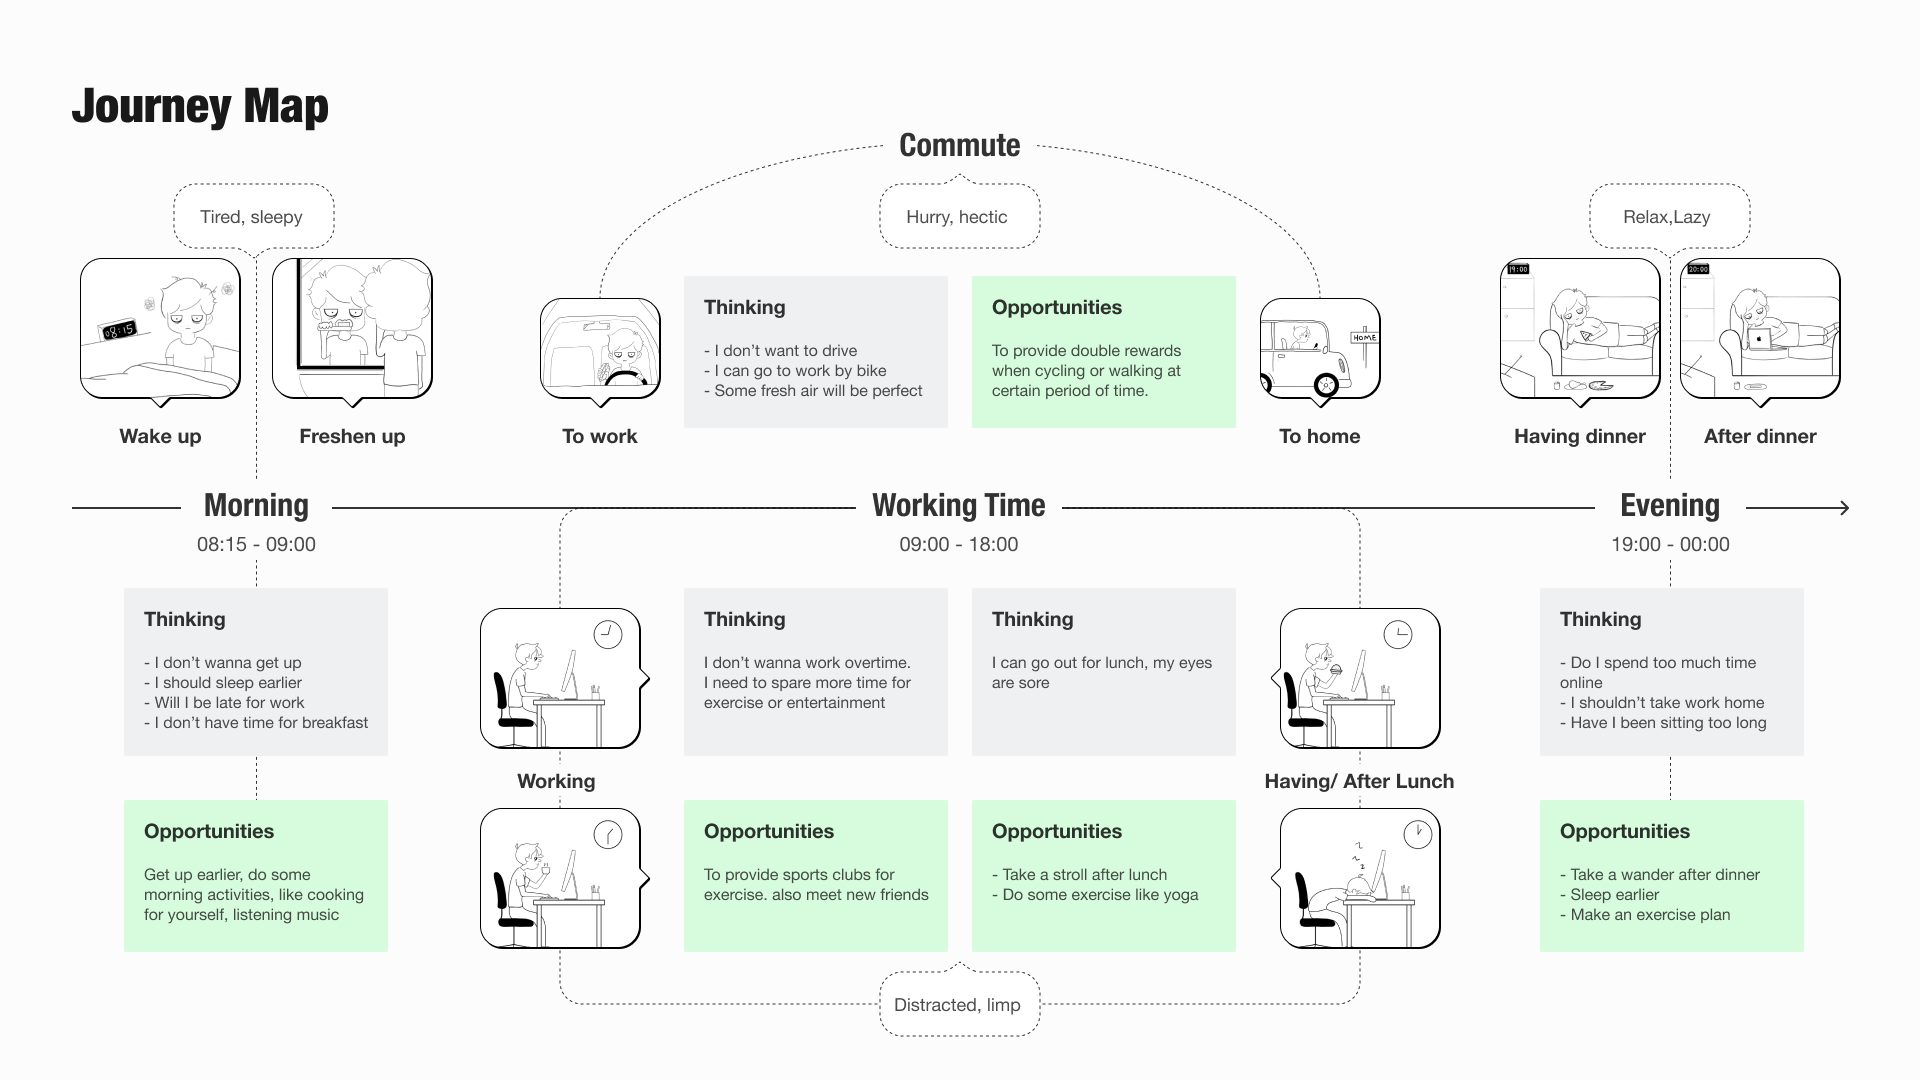 Journey Map
Commute
Tired, sleepy
Hurry, hectic
Relax,Lazy
08:15
19:00
20:00
HOME
Thinking
- I don't want to drive
- I can go to work by bike
- Some fresh air will be perfect
Opportunities
To provide double rewards
when cycling or walking at
certain period of time.
Wake up
Freshen up
To work
To home
Having dinner
After dinner
Morning
08:15 - 09:00
Working Time
09:00 - 18:00
Evening
19:00 - 00:00
Thinking
- I don't wanna get up
- I should sleep earlier
- Will I be late for work
- I don't have time for breakfast
Thinking
I don't wanna work overtime.
I need to spare more time for
exercise or entertainment
Thinking
I can go out for lunch, my eyes
are sore
Thinking
- Do I spend too much time
online
- I shouldn't take work home
- Have I been sitting too long
Working
Having/ After Lunch
Opportunities
Get up earlier, do some
morning activities, like cooking
for yourself, listening music
Opportunities
To provide sports clubs for
exercise. also meet new friends
Opportunities
- Take a stroll after lunch
- Do some exercise like yoga
z
z
z
Opportunities
- Take a wander after dinner
- Sleep earlier
- Make an exercise plan
Distracted, limp